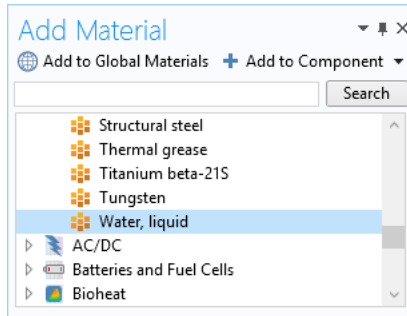 Add Material
Add to Global Materials Add to Component
Search
Structural steel
Thermal grease
Titanium beta-21S
Tungsten
Water, liquid
AC/DC
Batteries and Fuel Cells
Bioheat